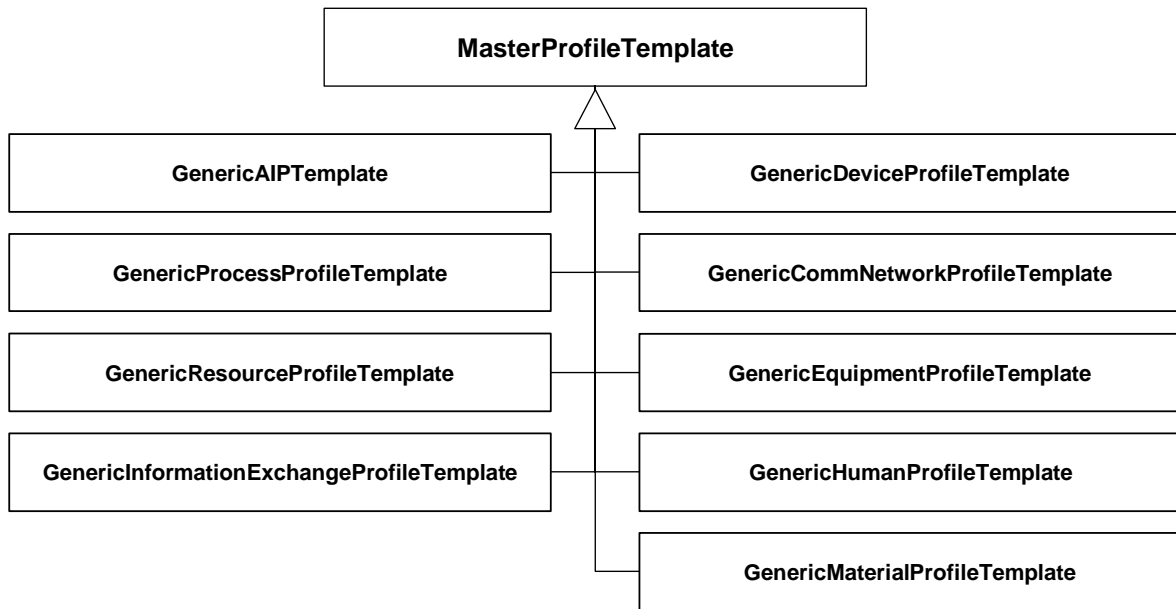 MasterProfileTemplate
GenericAIPTemplate
GenericDeviceProfileTemplate
GenericProcessProfileTemplate
GenericCommNetworkProfileTemplate
GenericResourceProfileTemplate
GenericEquipmentProfileTemplate
GenericInformationExchangeProfileTemplate
GenericHumanProfileTemplate
GenericMaterialProfileTemplate